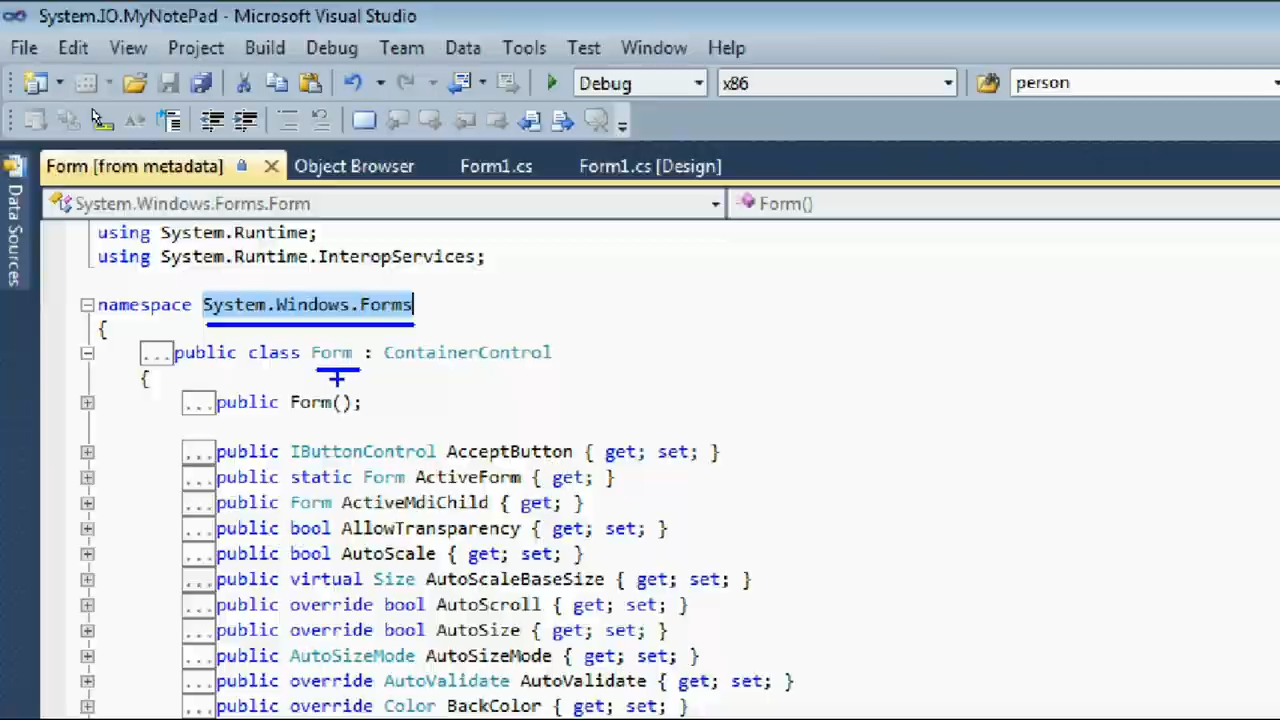 System.IO.MyNotePad - Microsoft Visual Studio
File Edit View Project Build Debug Team Data Tools Test Window Help
Debug x86 person
Form [from metadata] Object Browser Form1.cs Form1.cs [Design]
Data Sources
System.Windows.Forms.Form Form()
using System.Runtime;
using System.Runtime.InteropServices;
namespace System.Windows.Forms
{
...public class Form : ContainerControl
{
...public Form();
...public IButtonControl AcceptButton { get; set; }
...public static Form ActiveForm { get; }
...public Form ActiveMdiChild { get; }
...public bool AllowTransparency { get; set; }
...public bool AutoScale { get; set; }
...public virtual Size AutoScaleBaseSize { get; set; }
...public override bool AutoScroll { get; set; }
...public override bool AutoSize { get; set; }
...public AutoSizeMode AutoSizeMode { get; set; }
...public override AutoValidate AutoValidate { get; set; }
...public override Color BackColor { get; set; }